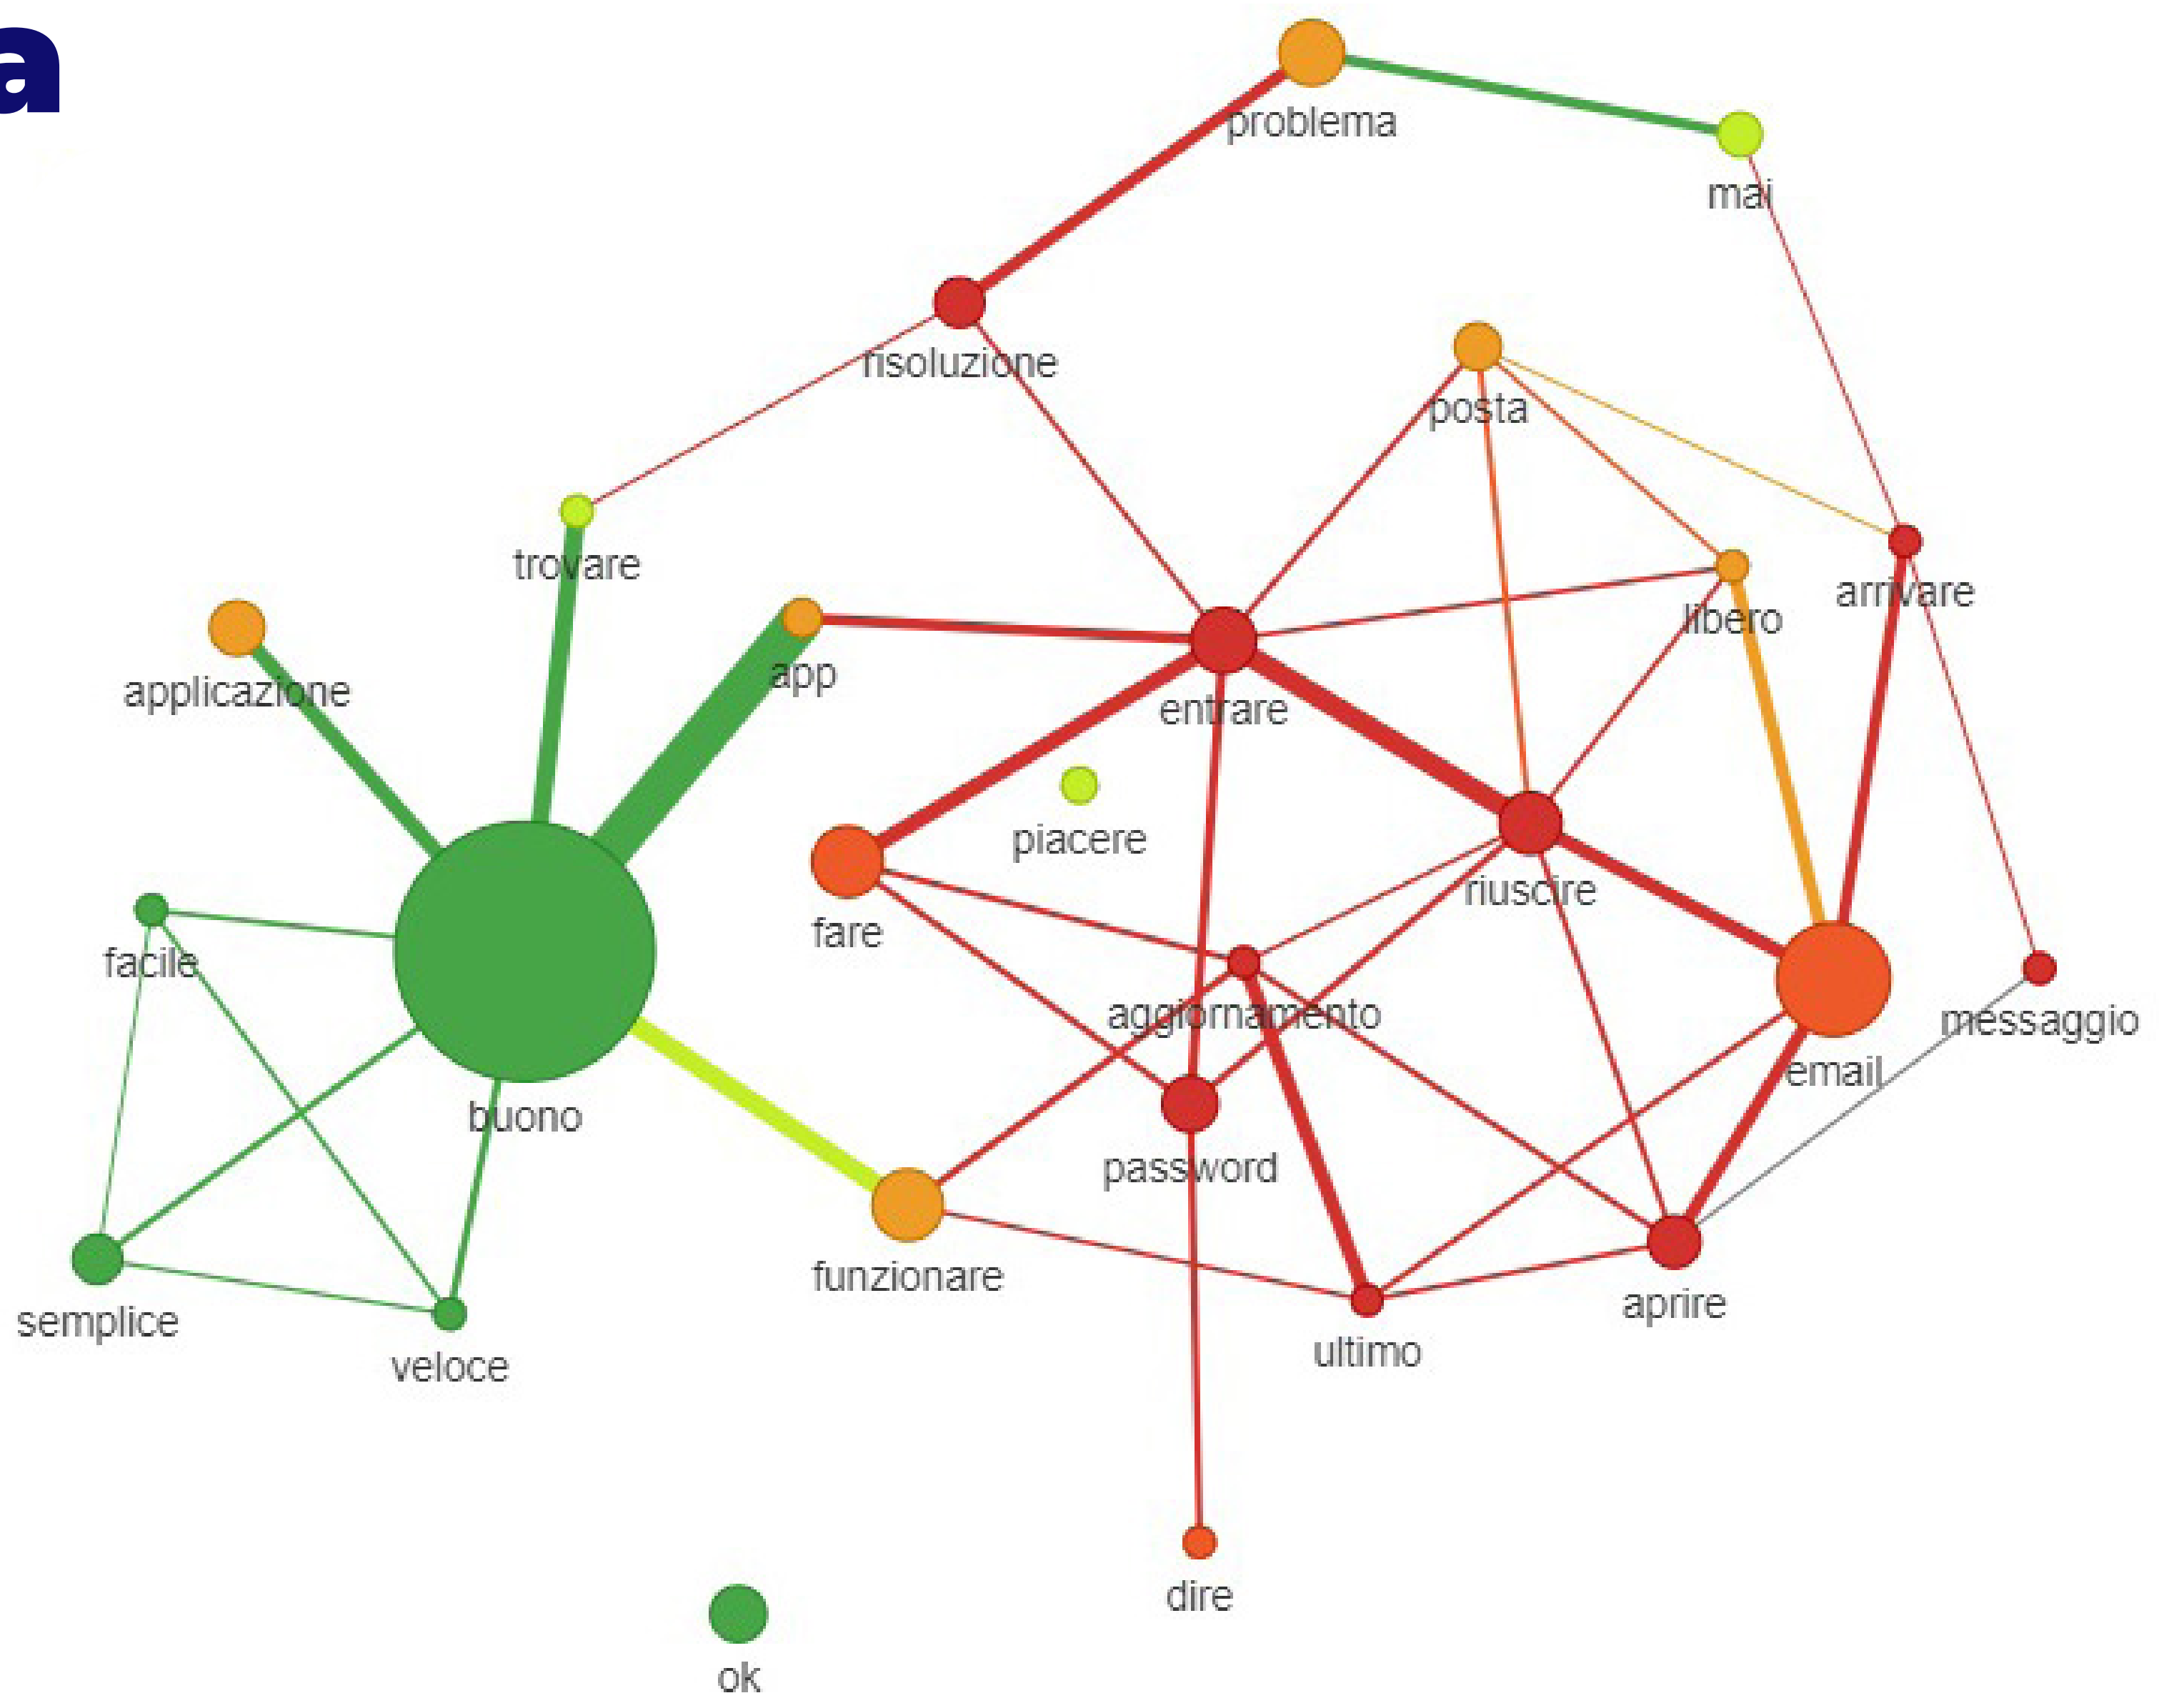 a
problema
mai
risoluzione
posta
trovare
arrivare
libero
app
applicazione
entrare
piacere
riuscire
fare
facile
aggiornamento
messaggio
email
buono
password
funzionare
aprire
semplice
ultimo
veloce
dire
ok